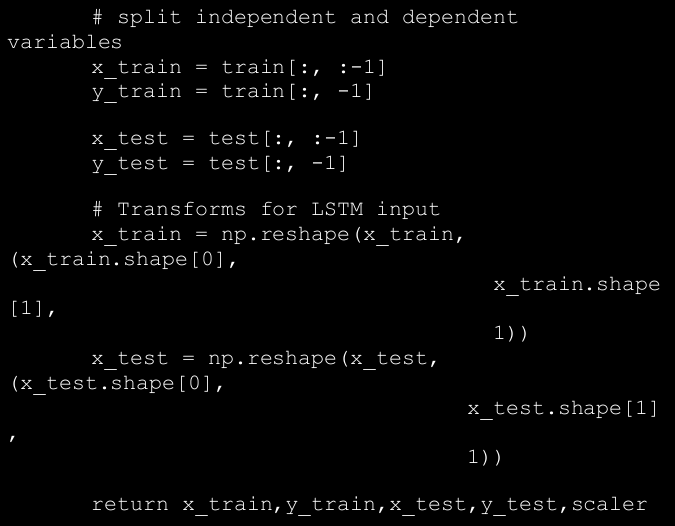 # split independent and dependent
variables
x_train = train[:, :-1]
y_train = train[:, -1]
x_test = test[:, :-1]
y_test = test[:, -1]
# Transforms for LSTM input
x_train = np.reshape(x_train,
(x_train.shape[0],
x_train.shape
[1],
1))
x_test = np.reshape(x_test,
(x_test.shape[0],
x_test.shape[1]
,
1))
return x_train,y_train,x_test,y_test,scaler